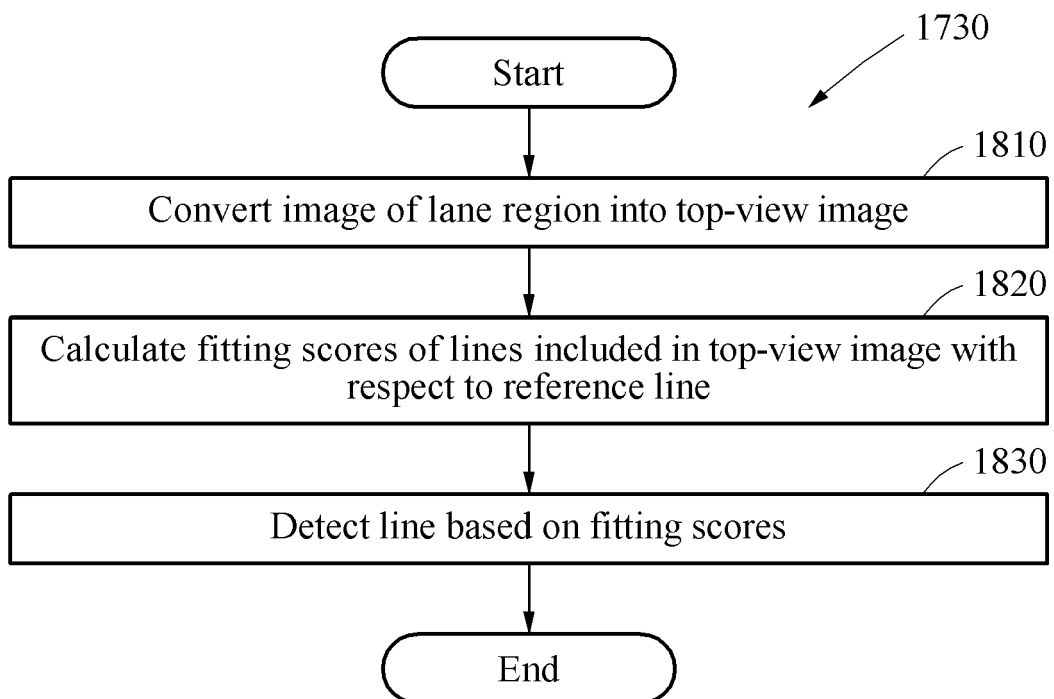 1730
Start
1810
Convert image of lane region into top-view image
1820
Calculate fitting scores of lines included in top-view image with
respect to reference line
1830
Detect line based on fitting scores
End